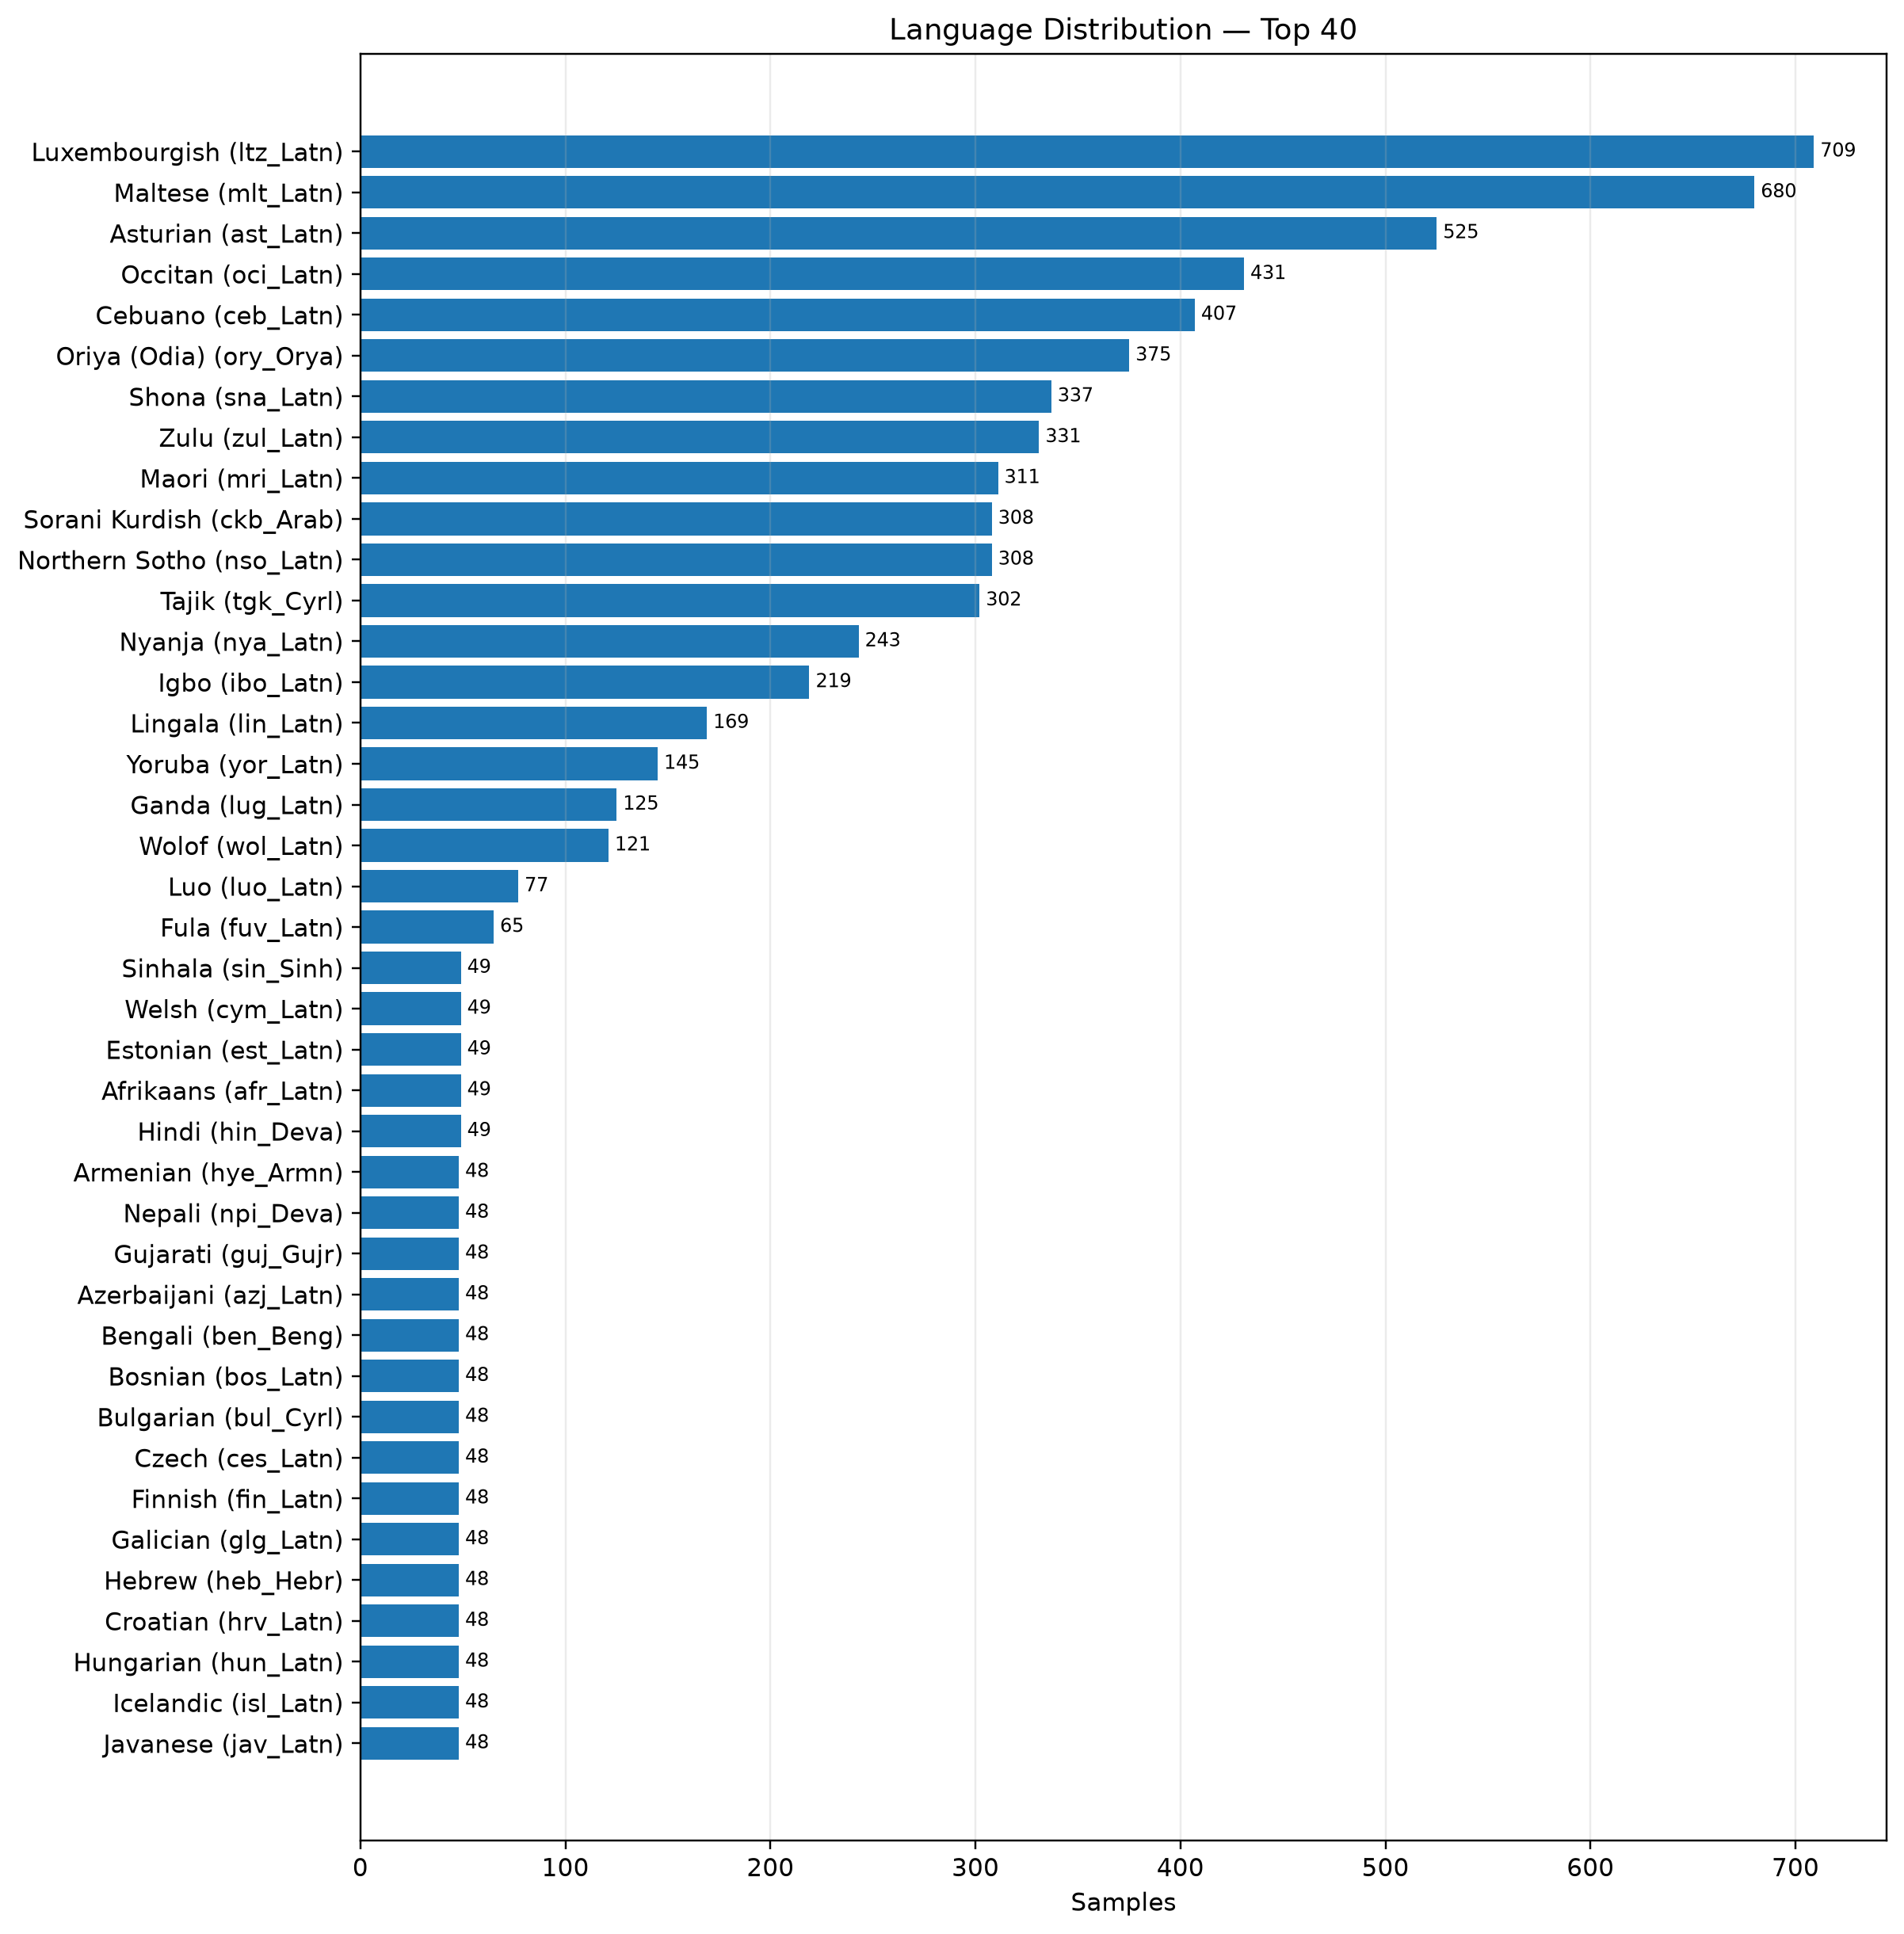 Language Distribution — Top 40
Luxembourgish (ltz_Latn) 709
Maltese (mlt_Latn) 680
Asturian (ast_Latn) 525
Occitan (oci_Latn) 431
Cebuano (ceb_Latn) 407
Oriya (Odia) (ory_Orya) 375
Shona (sna_Latn) 337
Zulu (zul_Latn) 331
Maori (mri_Latn) 311
Sorani Kurdish (ckb_Arab) 308
Northern Sotho (nso_Latn) 308
Tajik (tgk_Cyrl) 302
Nyanja (nya_Latn) 243
Igbo (ibo_Latn) 219
Lingala (lin_Latn) 169
Yoruba (yor_Latn) 145
Ganda (lug_Latn) 125
Wolof (wol_Latn) 121
Luo (luo_Latn) 77
Fula (fuv_Latn) 65
Sinhala (sin_Sinh) 49
Welsh (cym_Latn) 49
Estonian (est_Latn) 49
Afrikaans (afr_Latn) 49
Hindi (hin_Deva) 49
Armenian (hye_Armn) 48
Nepali (npi_Deva) 48
Gujarati (guj_Gujr) 48
Azerbaijani (azj_Latn) 48
Bengali (ben_Beng) 48
Bosnian (bos_Latn) 48
Bulgarian (bul_Cyrl) 48
Czech (ces_Latn) 48
Finnish (fin_Latn) 48
Galician (glg_Latn) 48
Hebrew (heb_Hebr) 48
Croatian (hrv_Latn) 48
Hungarian (hun_Latn) 48
Icelandic (isl_Latn) 48
Javanese (jav_Latn) 48
0 100 200 300 400 500 600 700
Samples